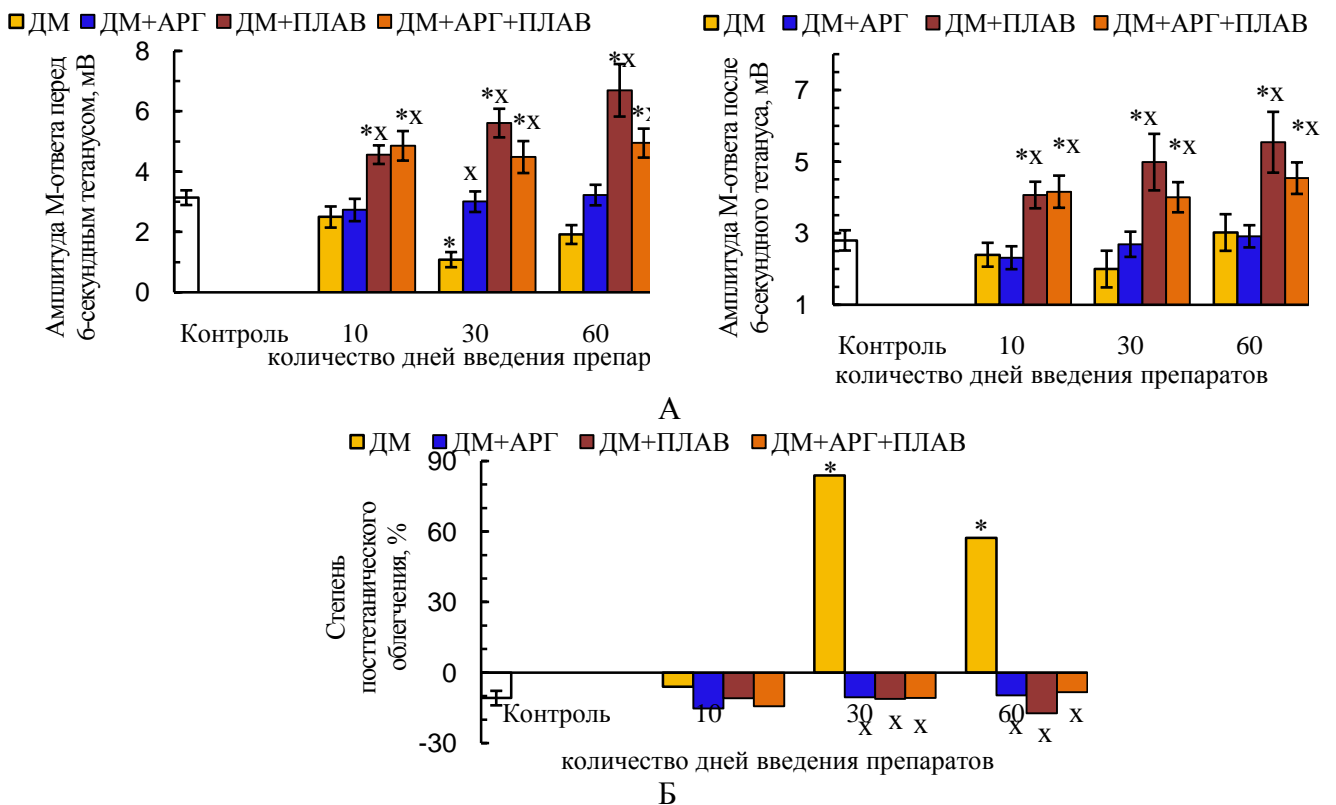 ДМ ДМ+АРГ ДМ+ПЛАВ ДМ+АРГ+ПЛАВ
Амплитуда М-ответа перед
6-секундным тетанусом, мВ
8
6
4
2
0
*х *х
* х *х *х
*х *х
Контроль 10 30 60
количество дней введения препарат
ДМ ДМ+АРГ ДМ+ПЛАВ ДМ+АРГ+ПЛАВ
Амплитуда М-ответа после
6-секундного тетануса, мВ
7
5
3
1
*х *х
*х *х
*х *х
Контроль 10 30 60
количество дней введения препаратов
А
ДМ ДМ+АРГ ДМ+ПЛАВ ДМ+АРГ+ПЛАВ
Степень
посттетанического
облегчения, %
90
60
30
0
-30
* *
Контроль 10 30 60
х х х х х х
количество дней введения препаратов
Б